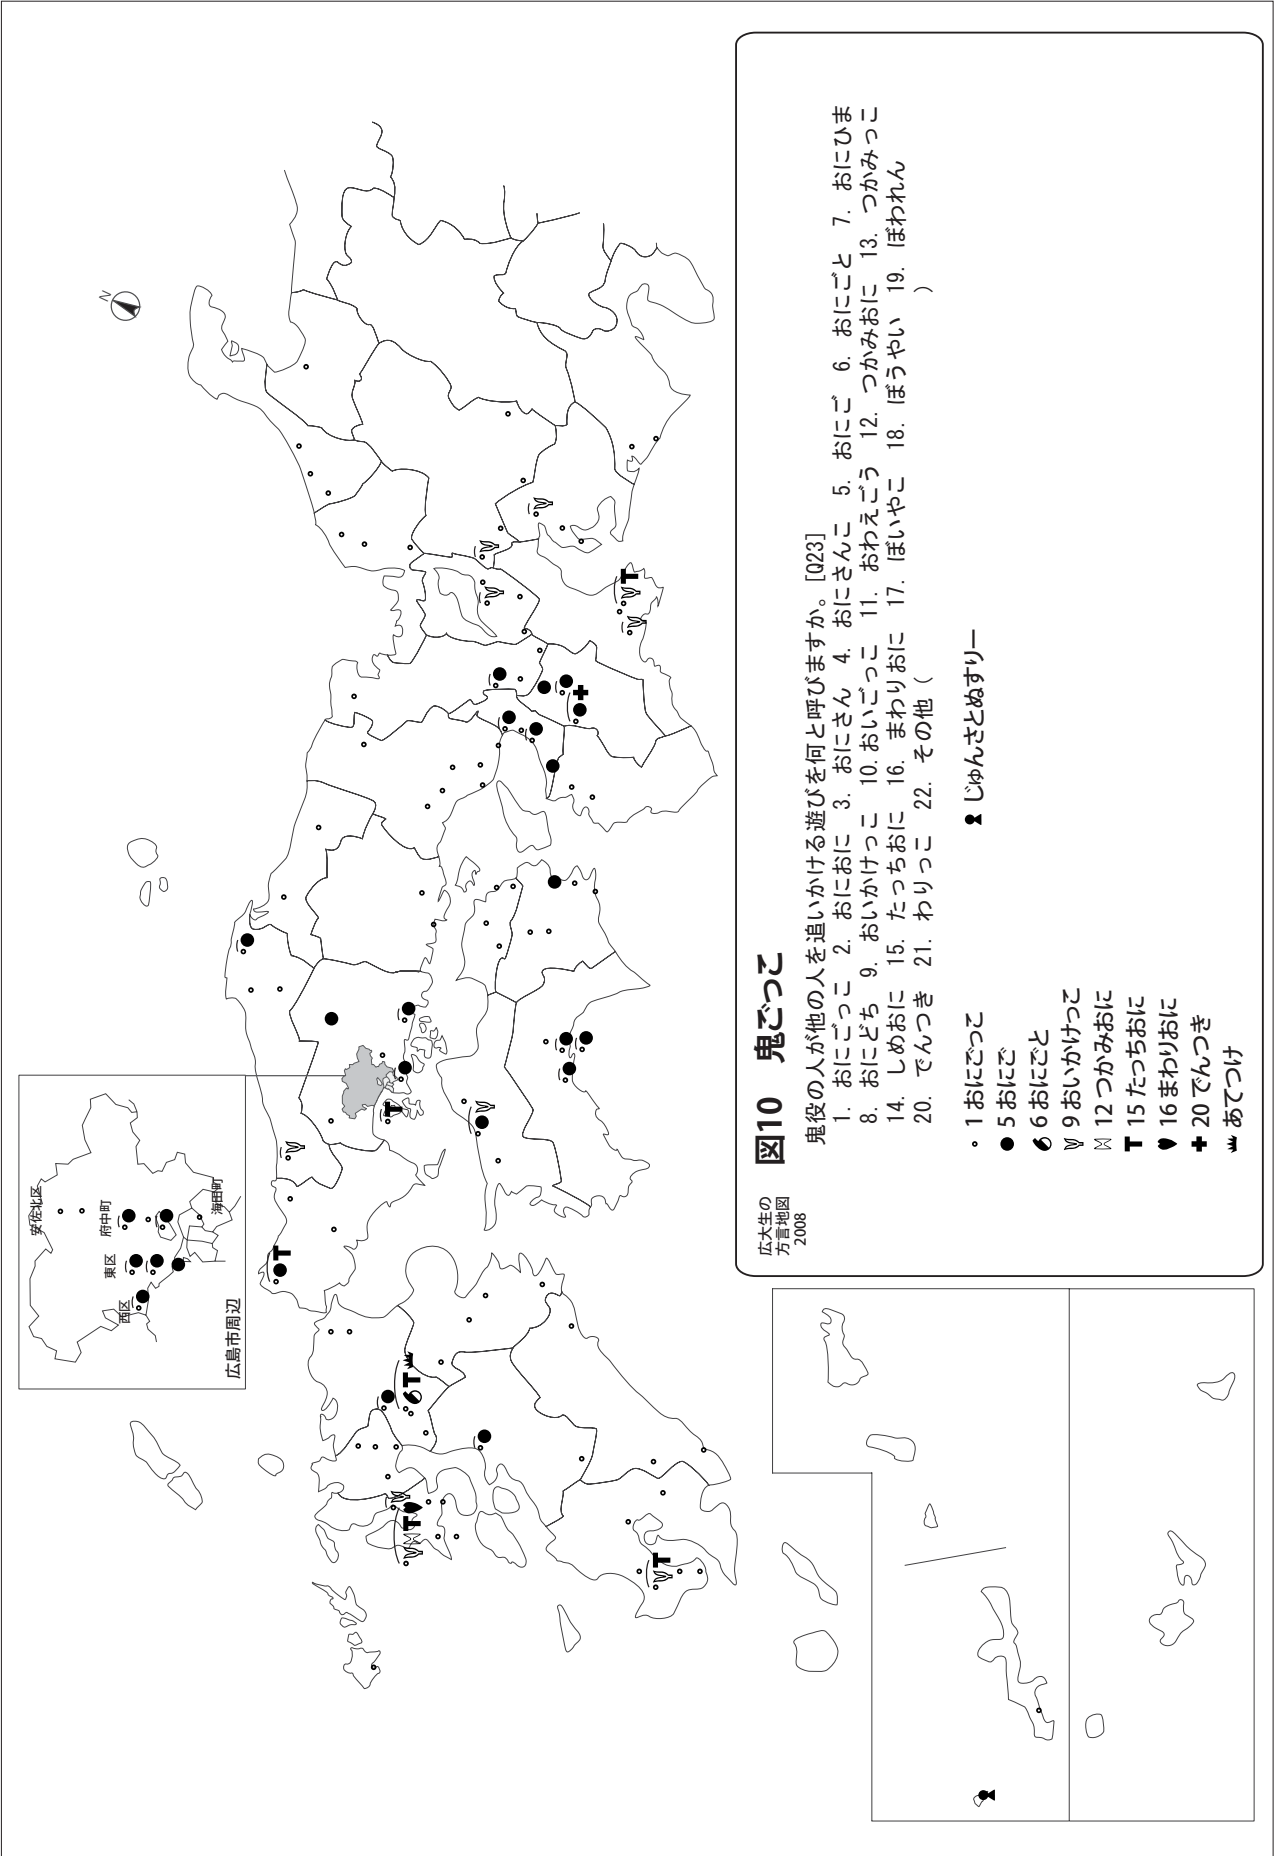 図10　鬼ごっこ
鬼役の人が他の人を追いかける遊びを何と呼びますか。[Q23]
1. おにごっこ 2. おにおに 3. おにさん 4. おにさんこ 5. おにご 6. おにごと 7. おにひま
8. おにどち 9. おいかけっこ 10. おいごっこ 11. おわえごう 12. つかみおに 13. つかみっこ
14. しめおに 15. たっちおに 16. まわりおに 17. ぼいやこ 18. ぼうやい 19. ぼわれん
20. でんつき 21. わりっこ 22. その他（ ）
1 おにごっこ
5 おにご
6 おにごと
9 おいかけっこ
12 つかみおに
15 たっちおに
16 まわりおに
20 でんつき
あてつけ
じゅんさとぬすりー
広大生の
方言地図
2008
広島市周辺
安佐北区
府中町
東区
西区
海田町
N